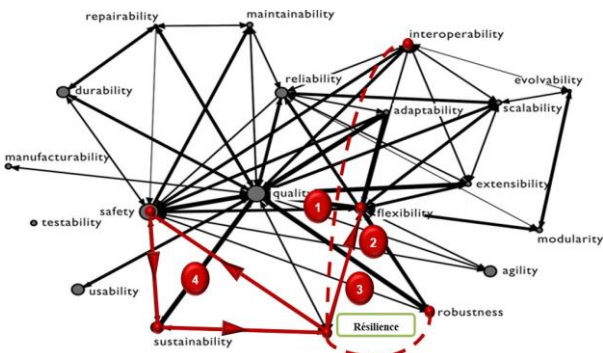 repairability
maintainability
interoperability
durability
reliability
evolvability
adaptability
scalability
manufacturability
safety
quality
extensibility
testability
1
flexibility
2
modularity
4
3
agility
usability
robustness
Résilience
sustainability